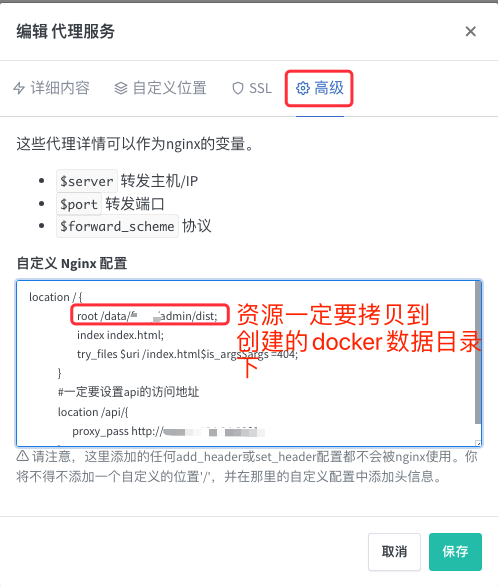 编辑 代理服务
详细内容 自定义位置 SSL 高级
这些代理详情可以作为nginx的变量。
$server 转发主机/IP
$port 转发端口
$forward_scheme 协议
自定义 Nginx 配置
location / {
root /data/ admin/dist;
index index.html;
try_files $uri /index.html$is_args$args =404;
}
#一定要设置api的访问地址
location /api/{
proxy_pass http://
资源一定要拷贝到
创建的docker数据目录
下
请注意，这里添加的任何add_header或set_header配置都不会被nginx使用。你
将不得不添加一个自定义的位置'/'，并在那里的自定义配置中添加头信息。
取消 保存